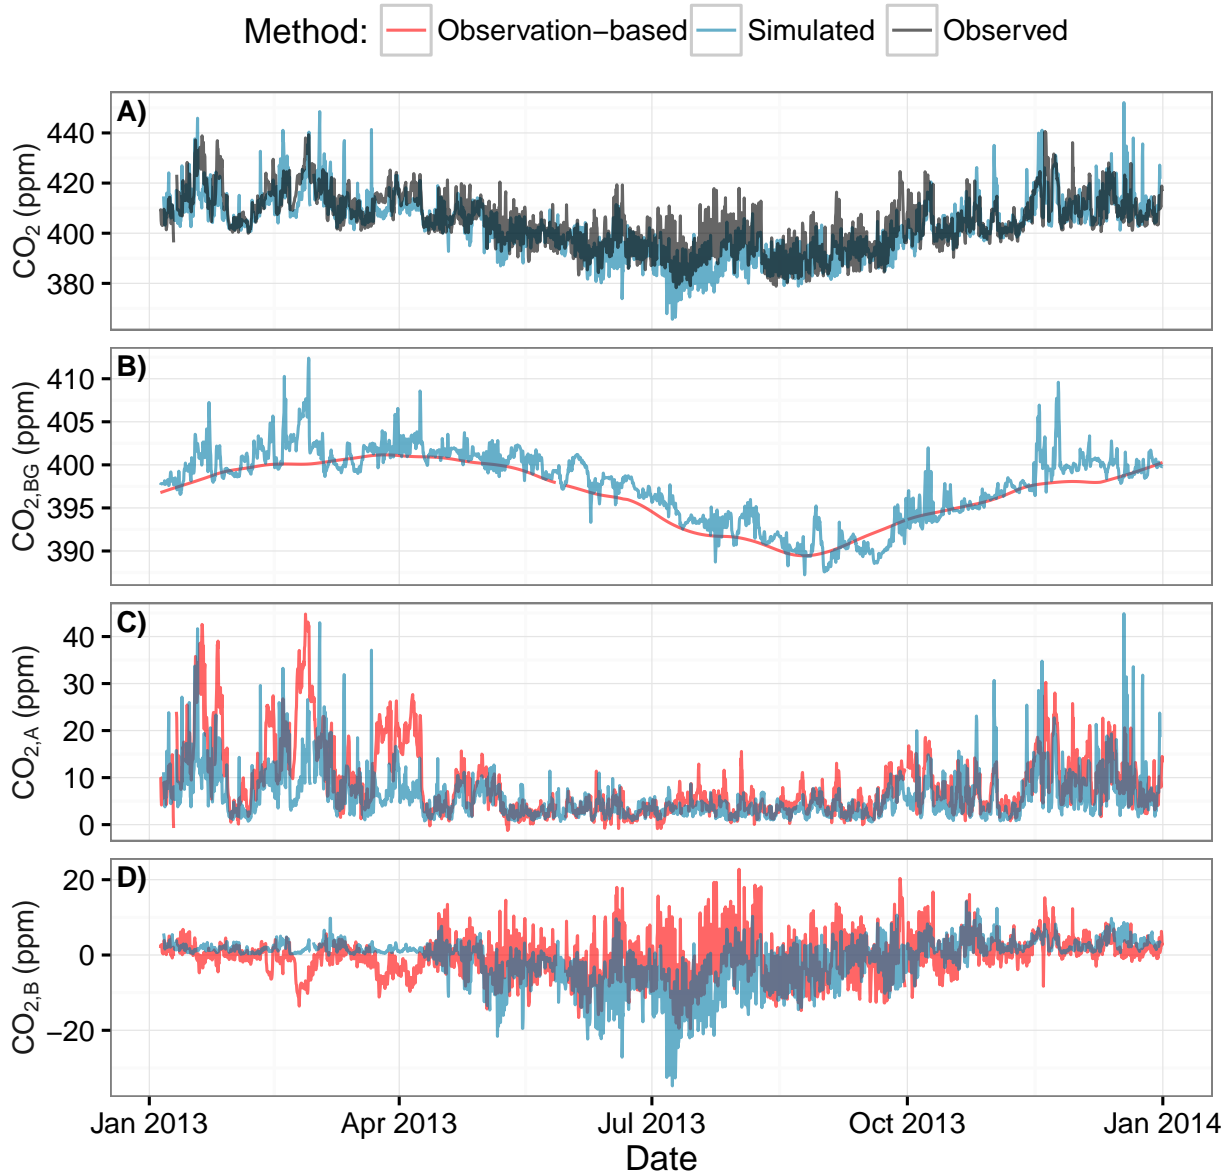 Method: Observation−based Simulated Observed
A)
CO2 (ppm)
440
420
400
380
B)
CO2,BG (ppm)
410
405
400
395
390
C)
CO2,A (ppm)
40
30
20
10
0
D)
CO2,B (ppm)
20
0
−20
Jan 2013 Apr 2013 Jul 2013 Oct 2013 Jan 2014
Date